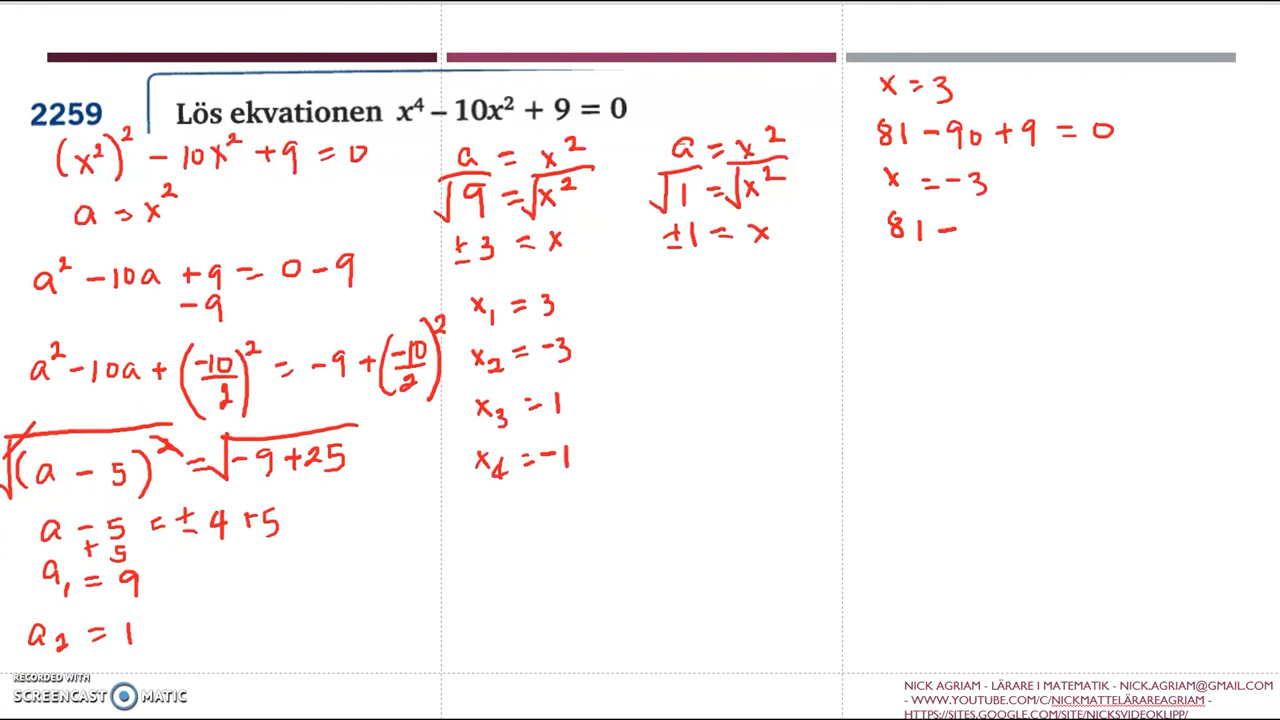 2259 Lös ekvationen x⁴ – 10x² + 9 = 0
(x²)² - 10x² + 9 = 0
a = x²
a² - 10a + 9 = 0 - 9
- 9
a² - 10a + (-10/2)² = -9 + (-10/2)²
√(a - 5)² = √-9+25
a - 5 = ± 4 + 5
+ 5
a₁ = 9
a₂ = 1
a = x²
√9 = √x²
± 3 = x
x₁ = 3
x₂ = -3
x₃ = 1
x₄ = -1
a = x²
√1 = √x²
±1 = x
x = 3
81 - 90 + 9 = 0
x = -3
81 -
RECORDED WITH
SCREENCAST MATIC
NICK AGRIAM - LÄRARE I MATEMATIK - NICK.AGRIAM@GMAIL.COM
- WWW.YOUTUBE.COM/C/NICKMATTELÄRAREAGRIAM -
HTTPS://SITES.GOOGLE.COM/SITE/NICKSVIDEOKLIPP/